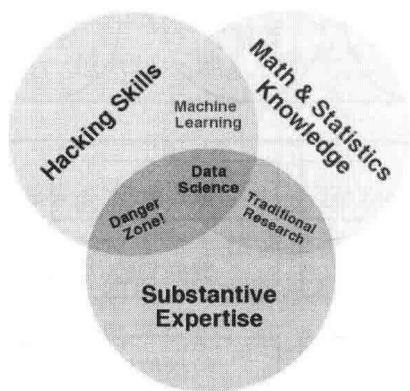 Hacking Skills
Math & Statistics
Knowledge
Machine
Learning
Data
Science
Danger
Zone!
Traditional
Research
Substantive
Expertise